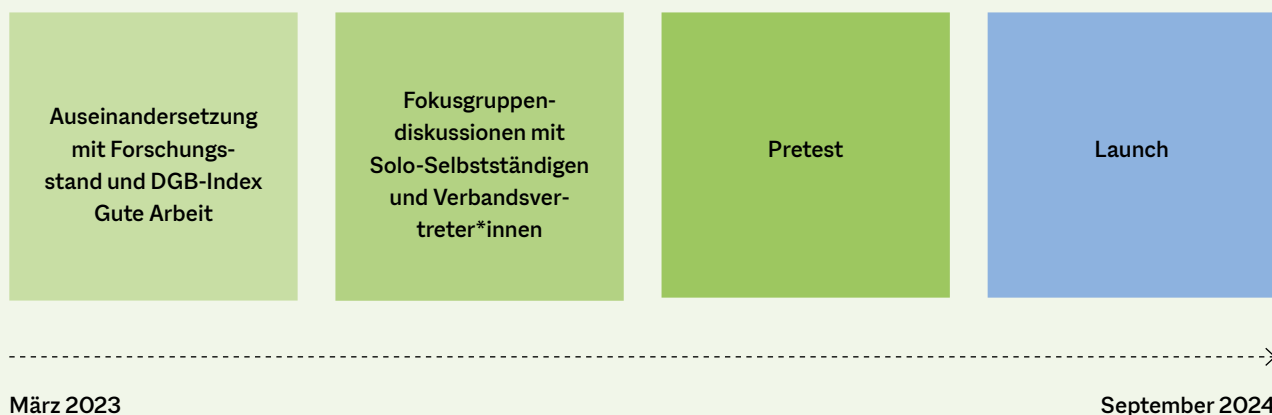 Auseinandersetzung
mit Forschungs-
stand und DGB-Index
Gute Arbeit
Fokusgruppen-
diskussionen mit
Solo-Selbstständigen
und Verbandsver-
treter*innen
Pretest
Launch
März 2023
September 2024